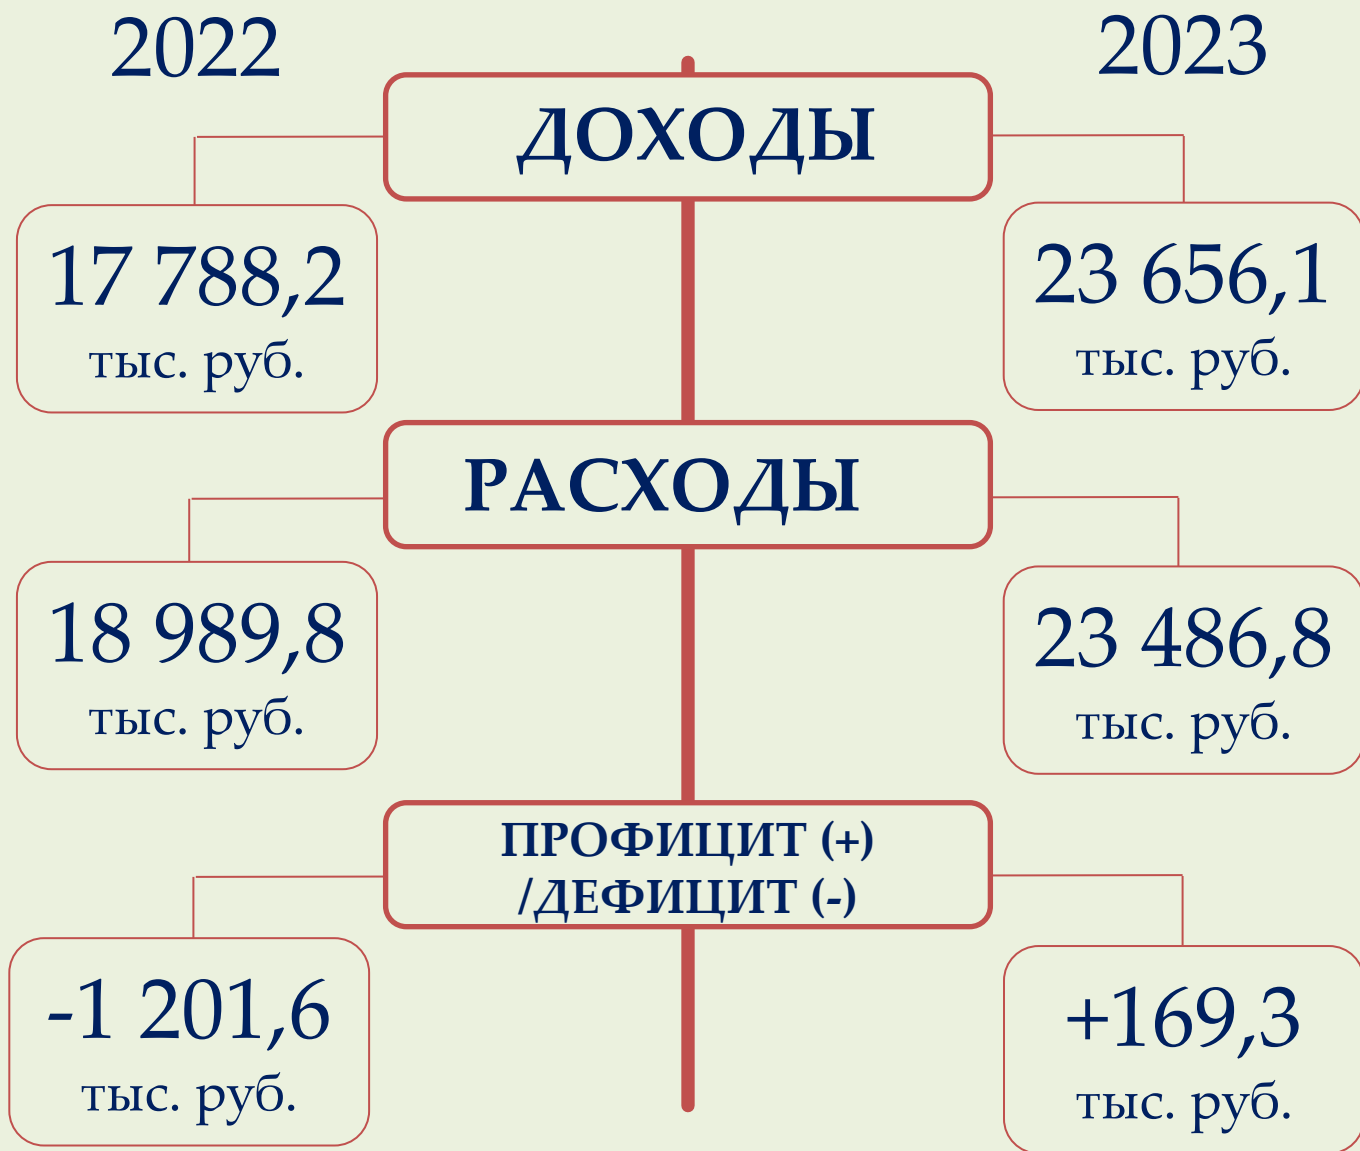 2022
2023
ДОХОДЫ
17 788,2
тыс. руб.
23 656,1
тыс. руб.
РАСХОДЫ
18 989,8
тыс. руб.
23 486,8
тыс. руб.
ПРОФИЦИТ (+)
/ДЕФИЦИТ (-)
-1 201,6
тыс. руб.
+169,3
тыс. руб.